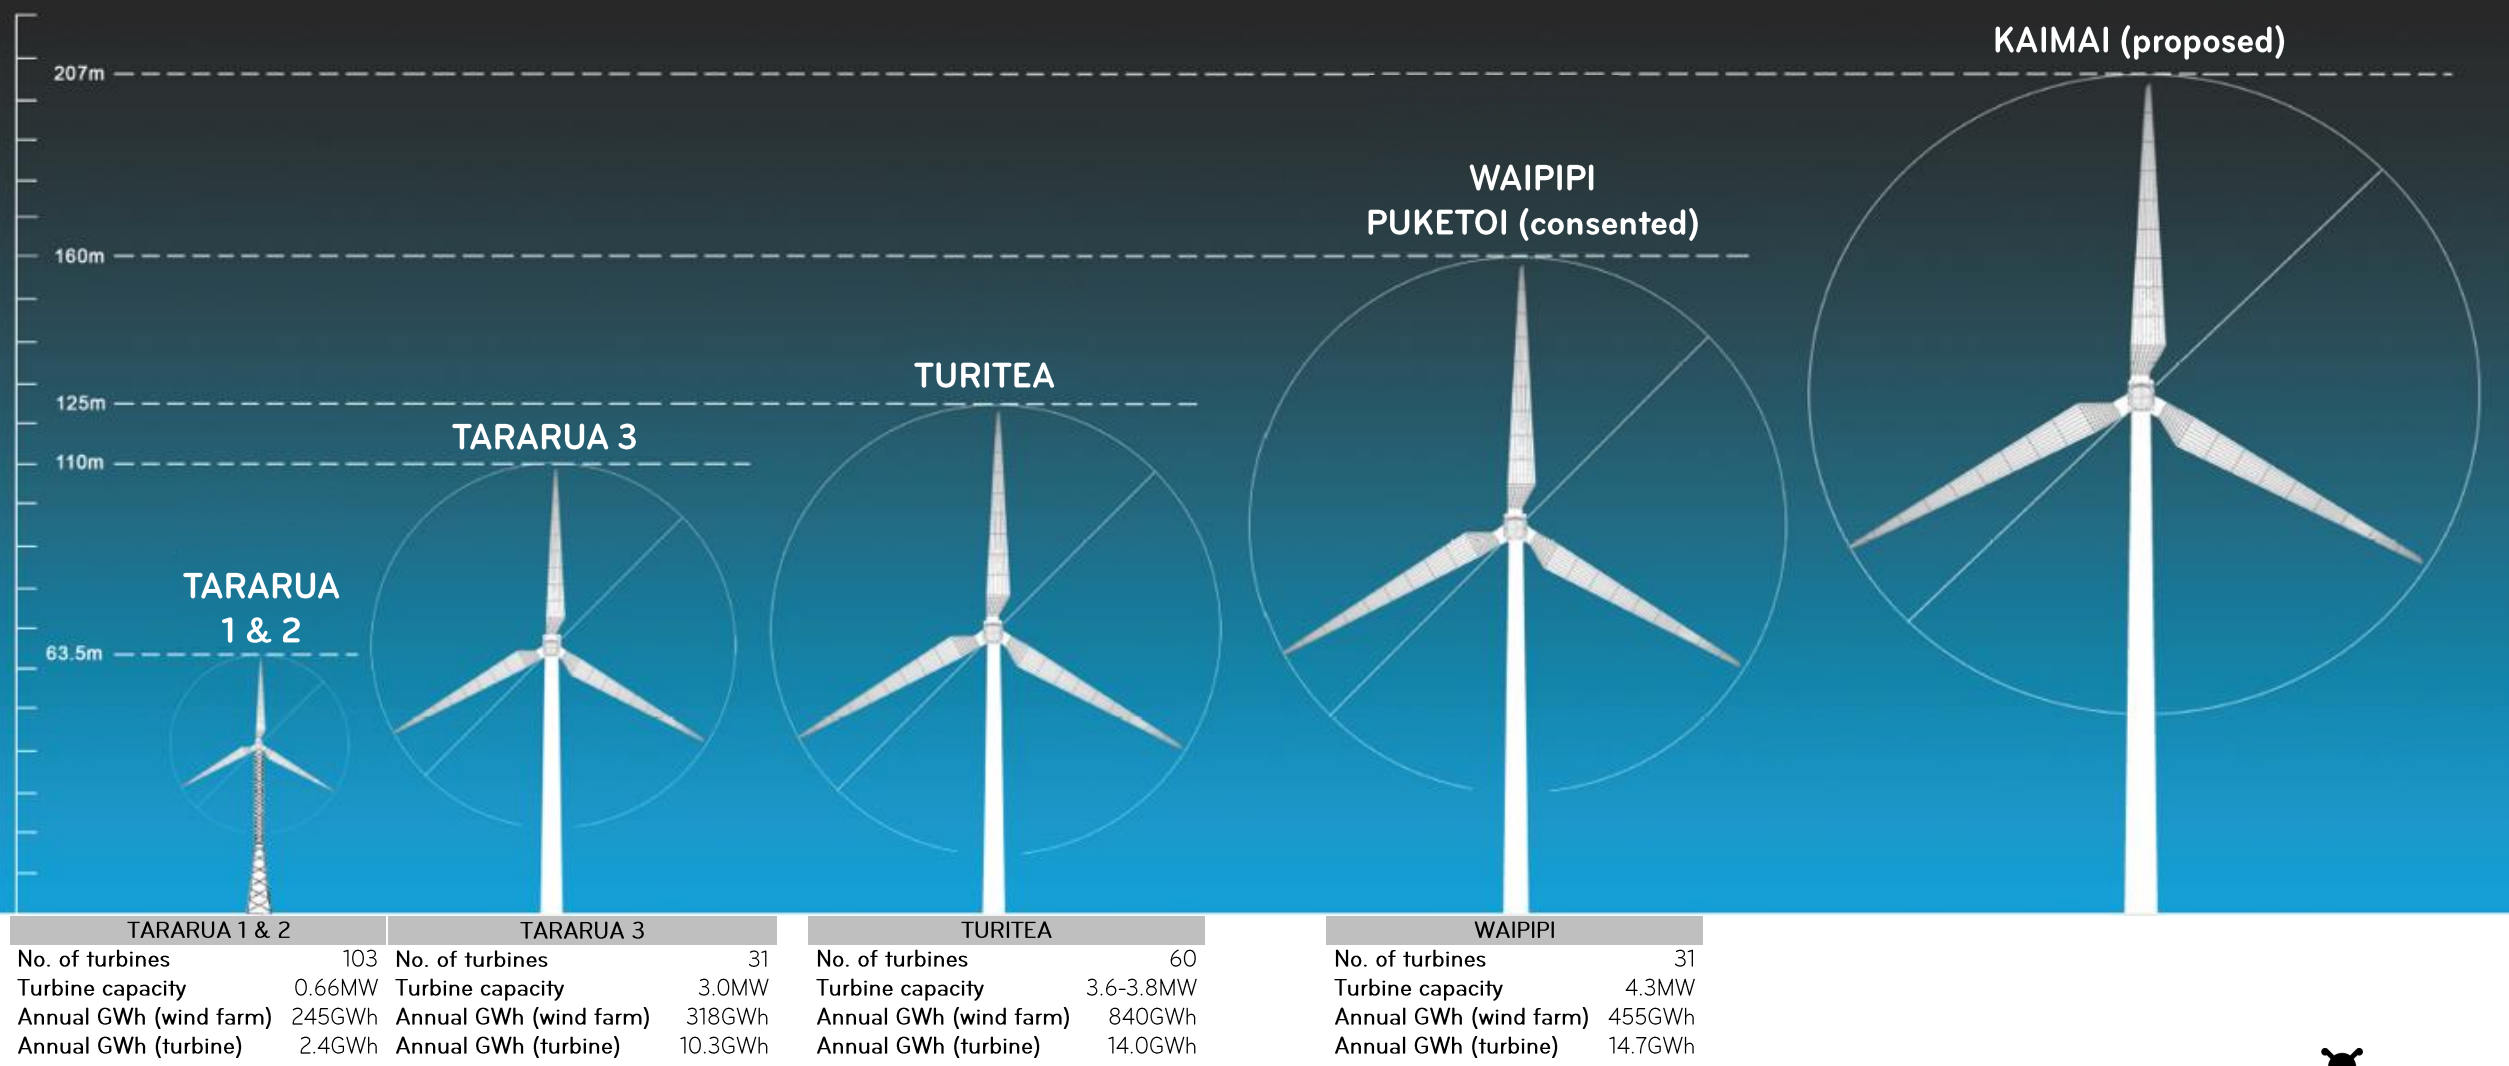 KAIMAI (proposed)
207m
WAIPIPI
PUKETOI (consented)
160m
TURITEA
125m
TARARUA 3
110m
TARARUA
1 & 2
63.5m
TARARUA 1 & 2
No. of turbines 103
Turbine capacity 0.66MW
Annual GWh (wind farm) 245GWh
Annual GWh (turbine) 2.4GWh
TARARUA 3
No. of turbines 31
Turbine capacity 3.0MW
Annual GWh (wind farm) 318GWh
Annual GWh (turbine) 10.3GWh
TURITEA
No. of turbines 60
Turbine capacity 3.6-3.8MW
Annual GWh (wind farm) 840GWh
Annual GWh (turbine) 14.0GWh
WAIPIPI
No. of turbines 31
Turbine capacity 4.3MW
Annual GWh (wind farm) 455GWh
Annual GWh (turbine) 14.7GWh